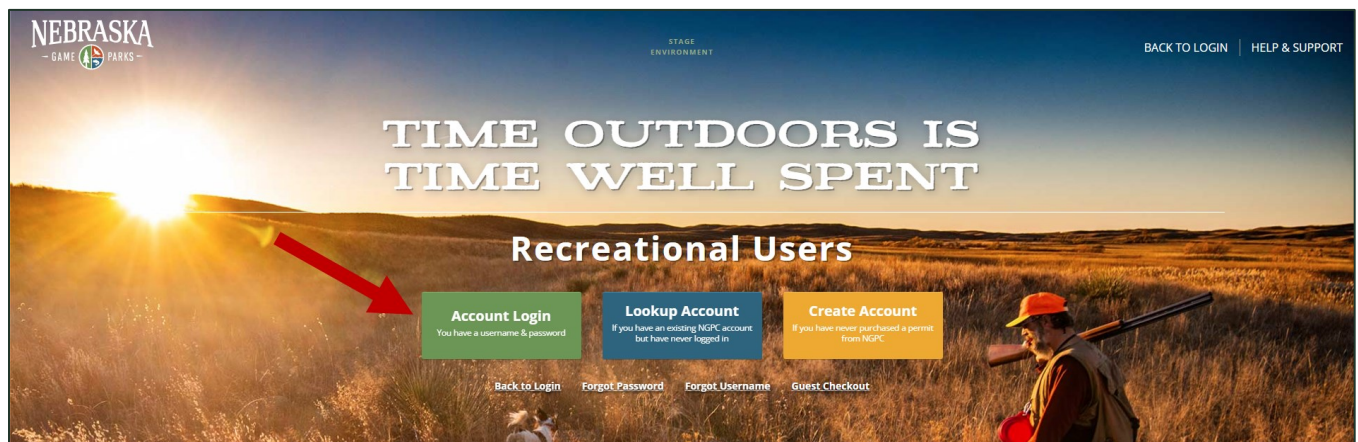 NEBRASKA
- GAME PARKS -
STAGE
ENVIRONMENT
BACK TO LOGIN
HELP & SUPPORT
TIME OUTDOORS IS
TIME WELL SPENT
Recreational Users
Account Login
You have a username & password
Lookup Account
If you have an existing NGPC account
but have never logged in
Create Account
If you have never purchased a permit
from NGPC
Back to Login
Forgot Password
Forgot Username
Guest Checkout